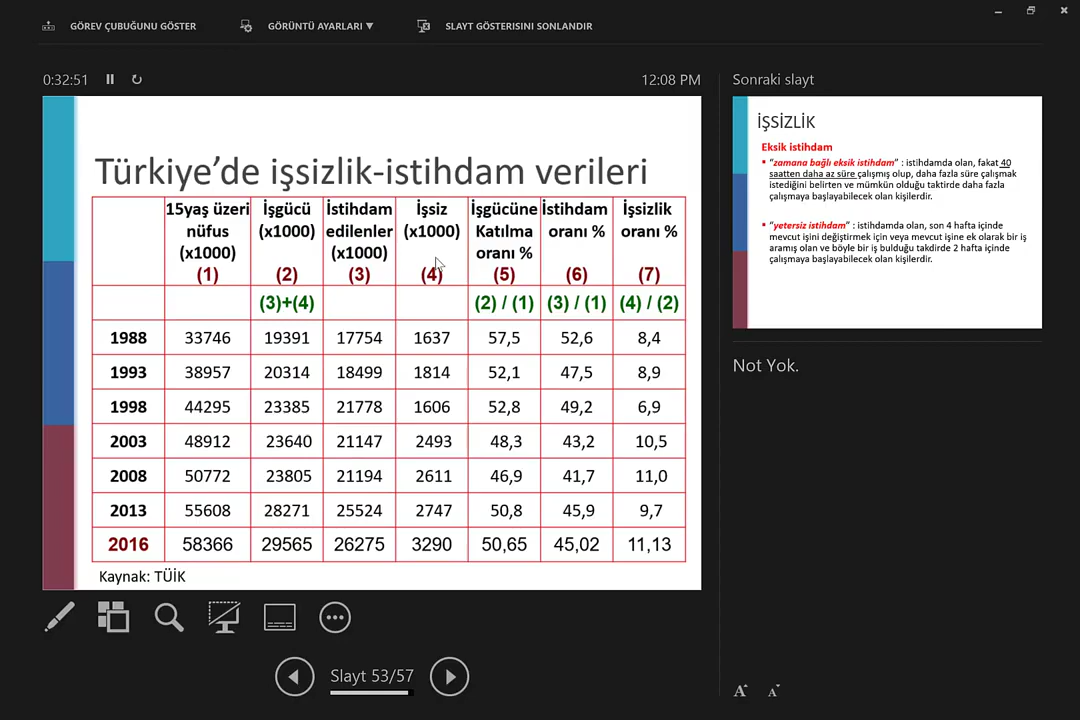 GÖREV ÇUBUĞUNU GÖSTER
GÖRÜNTÜ AYARLARI ▼
SLAYT GÖSTERISINI SONLANDIR
0:32:51
12:08 PM
Türkiye’de işsizlik-istihdam verileri
15yaş üzeri nüfus (x1000) (1) İşgücü (x1000) (2) İstihdam edilenler (x1000) (3) İşsiz (x1000) (4) İşgücüne Katılma oranı % (5) İstihdam oranı % (6) İşsizlik oranı % (7)
(3)+(4) (2) / (1) (3) / (1) (4) / (2)
1988 33746 19391 17754 1637 57,5 52,6 8,4
1993 38957 20314 18499 1814 52,1 47,5 8,9
1998 44295 23385 21778 1606 52,8 49,2 6,9
2003 48912 23640 21147 2493 48,3 43,2 10,5
2008 50772 23805 21194 2611 46,9 41,7 11,0
2013 55608 28271 25524 2747 50,8 45,9 9,7
2016 58366 29565 26275 3290 50,65 45,02 11,13
Kaynak: TÜİK
Slayt 53/57
Sonraki slayt
İŞSİZLİK
Eksik istihdam
▪ “zamana bağlı eksik istihdam” : istihdamda olan, fakat 40
saatten daha az süre çalışmış olup, daha fazla süre çalışmak
istediğini belirten ve mümkün olduğu taktirde daha fazla
çalışmaya başlayabilecek olan kişilerdir.
▪ “yetersiz istihdam” : istihdamda olan, son 4 hafta içinde
mevcut işini değiştirmek için veya mevcut işine ek olarak bir iş
aramış olan ve böyle bir iş bulduğu takdirde 2 hafta içinde
çalışmaya başlayabilecek olan kişilerdir.
Not Yok.
A A